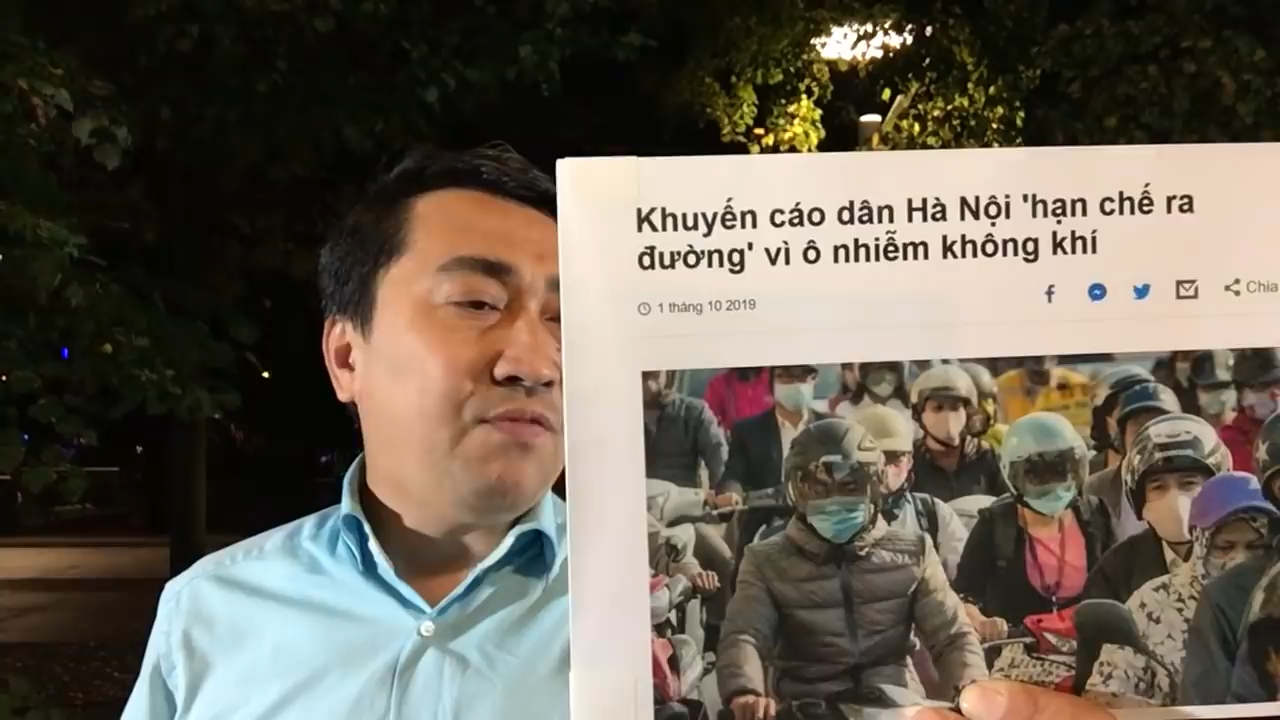 Khuyến cáo dân Hà Nội 'hạn chế ra
đường' vì ô nhiễm không khí
1 tháng 10 2019
Chia